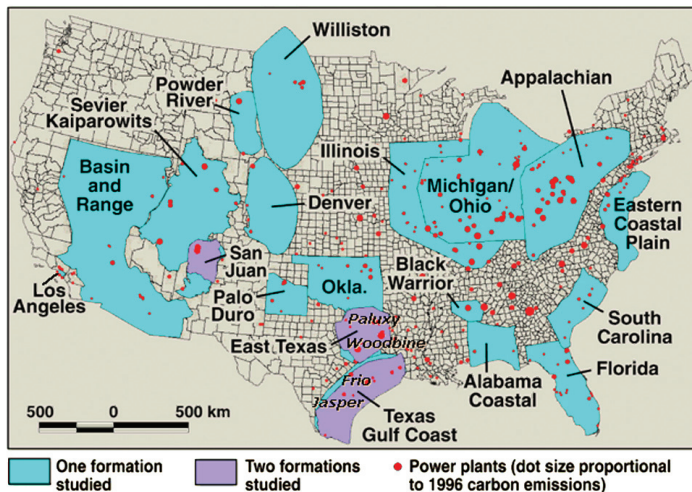 Williston
Powder
River
Appalachian
Sevier
Kaiparowits
Illinois
Basin
and
Range
Michigan/
Ohio
Denver
Eastern
Coastal
Plain
San
Juan
Los
Angeles
Palo
Duro
Okla.
Black
Warrior
East Texas
Paluxy
Woodbine
South
Carolina
Florida
Alabama
Coastal
Frio
Jasper
Texas
Gulf Coast
500 0 500 km
One formation
studied
Two formations
studied
Power plants (dot size proportional
to 1996 carbon emissions)